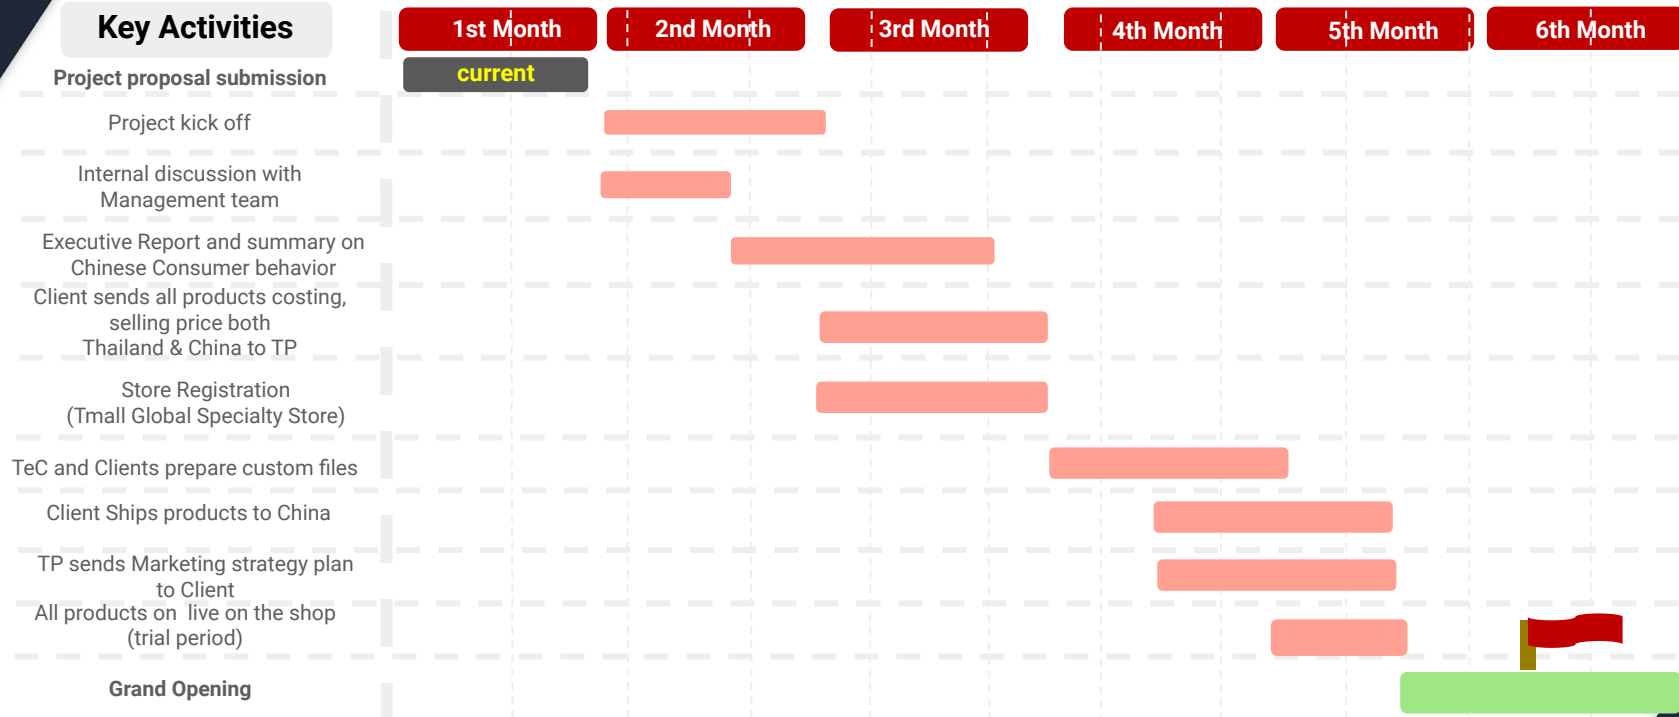 Key Activities
1st Month
2nd Month
3rd Month
4th Month
5th Month
6th Month
Project proposal submission
current
Project kick off
Internal discussion with
Management team
Executive Report and summary on
Chinese Consumer behavior
Client sends all products costing,
selling price both
Thailand & China to TP
Store Registration
(Tmall Global Specialty Store)
TeC and Clients prepare custom files
Client Ships products to China
TP sends Marketing strategy plan
to Client
All products on  live on the shop
(trial period)
Grand Opening